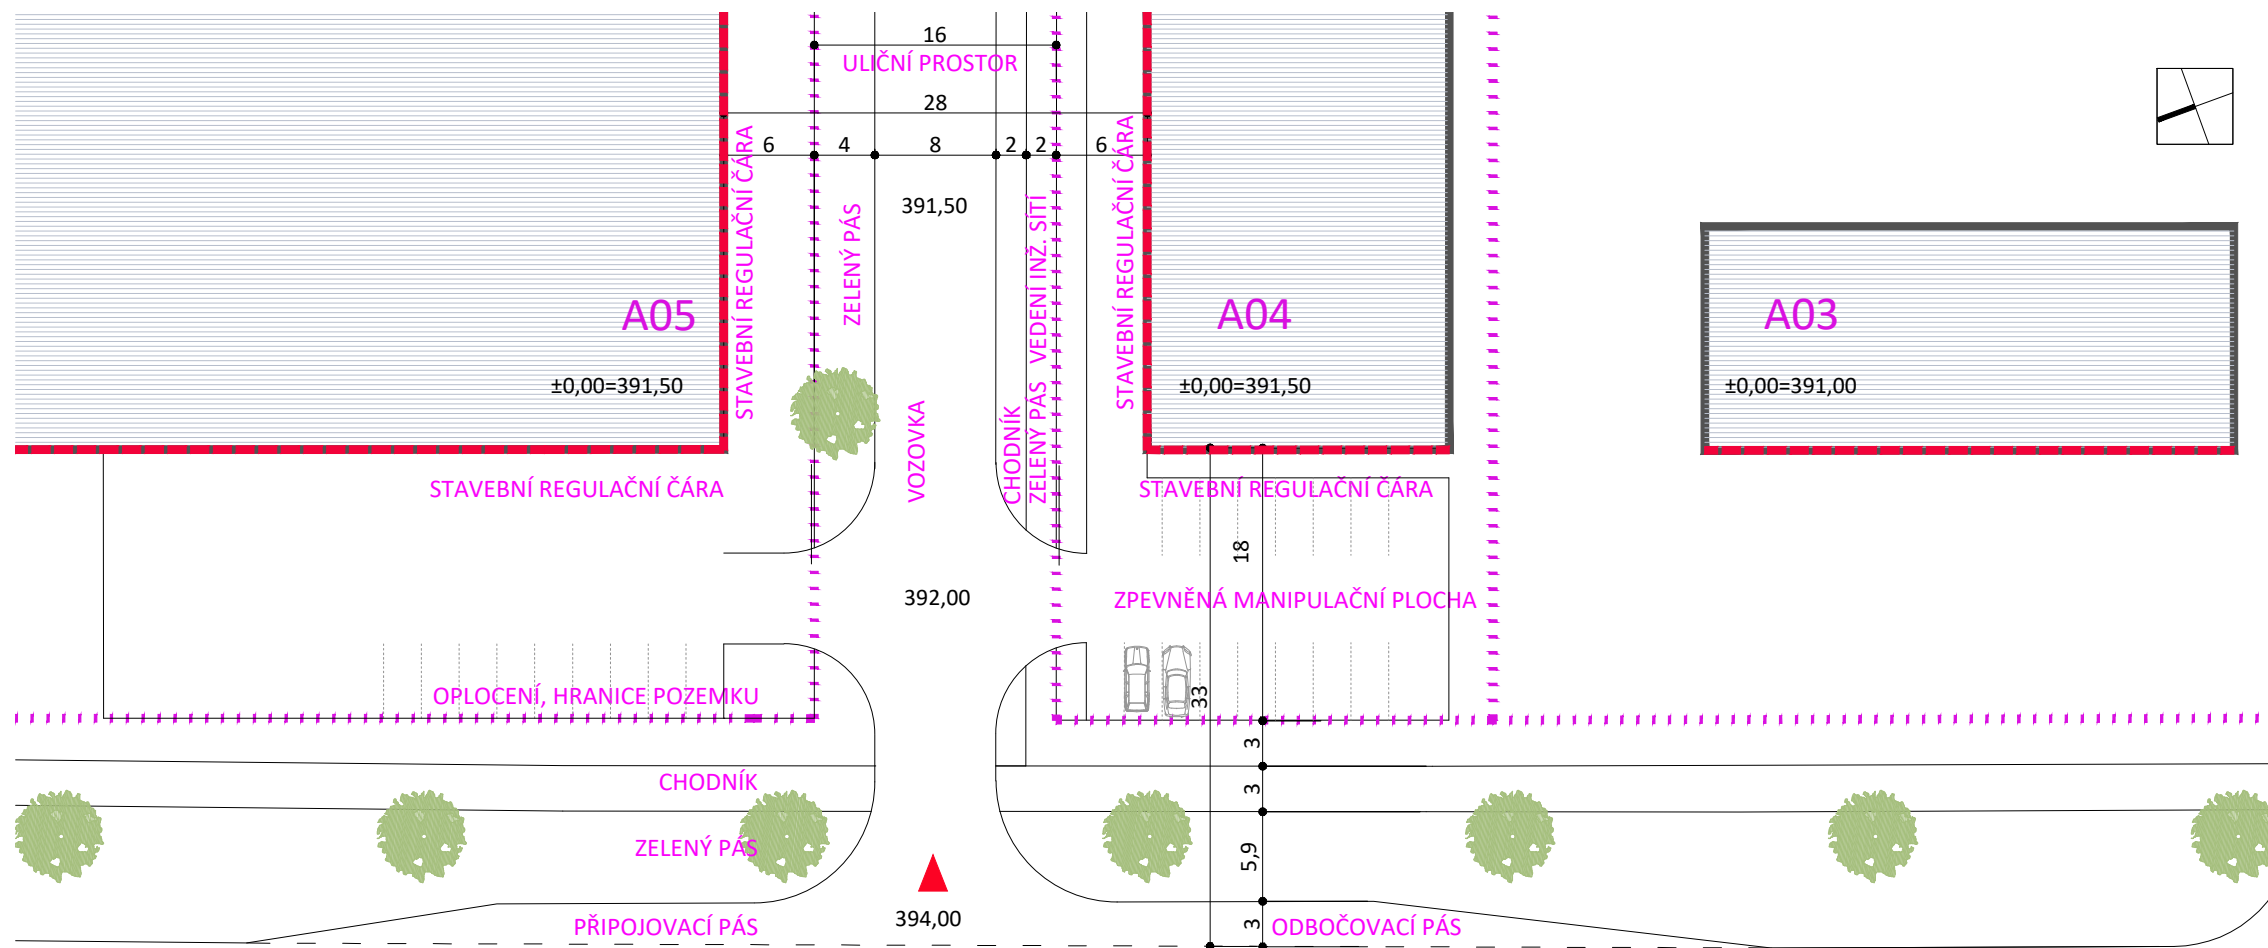 16
ULIČNÍ PROSTOR
28
6
4
8
2
2
6
STAVEBNÍ REGULAČNÍ ČÁRA
ZELENÝ PÁS
391,50
VOZOVKA
CHODNÍK
ZELENÝ PÁS VEDENÍ INŽ. SÍTÍ
STAVEBNÍ REGULAČNÍ ČÁRA
A05
A04
A03
±0,00=391,50
±0,00=391,50
±0,00=391,00
STAVEBNÍ REGULAČNÍ ČÁRA
STAVEBNÍ REGULAČNÍ ČÁRA
18
392,00
ZPEVNĚNÁ MANIPULAČNÍ PLOCHA
OPLOCENÍ, HRANICE POZEMKU
33
3
CHODNÍK
3
ZELENÝ PÁS
5,9
PŘIPOJOVACÍ PÁS
394,00
3
ODBOČOVACÍ PÁS